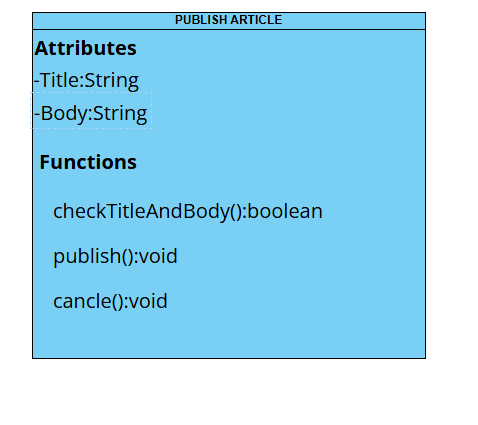 PUBLISH ARTICLE
Attributes
-Title:String
-Body:String
Functions
checkTitleAndBody():boolean
publish():void
cancle():void